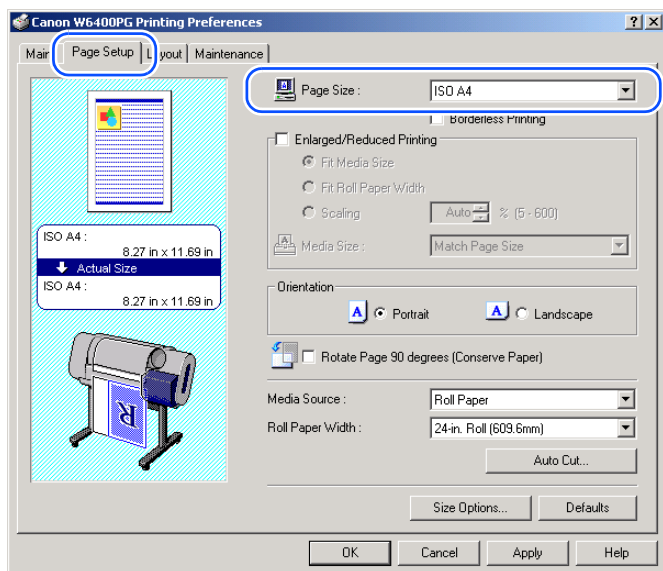 Canon W6400PG Printing Preferences
Page Setup Maintenance
Page Size : ISO A4
Borderless Printing
Enlarged/Reduced Printing
Fit Media Size
Fit Roll Paper Width
Scaling Auto % (5 - 600)
Media Size : Match Page Size
ISO A4 :
8.27 in x 11.69 in
Actual Size
ISO A4 :
8.27 in x 11.69 in
Orientation
A Portrait A Landscape
Rotate Page 90 degrees (Conserve Paper)
Media Source : Roll Paper
Roll Paper Width : 24-in. Roll (609.6mm)
Auto Cut...
Size Options... Defaults
OK Cancel Apply Help
R